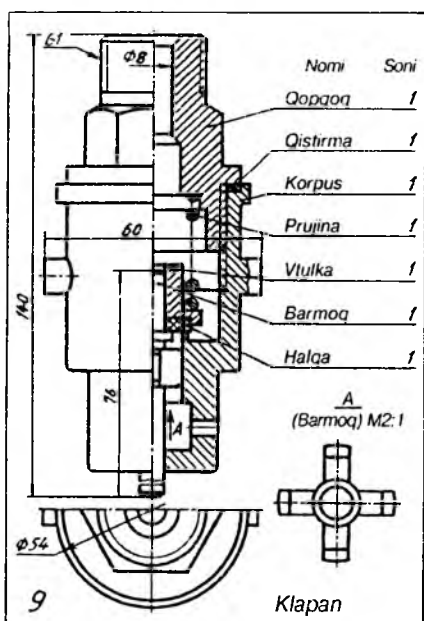 G1
Φ8
Nomi Soni
Qopqoq 1
Qistirma 1
Korpus 1
Prujina 1
60
Vtulka 1
Barmoq 1
Halqa 1
140
76
A
A
(Barmoq) M2:1
Φ54
9
Klapan